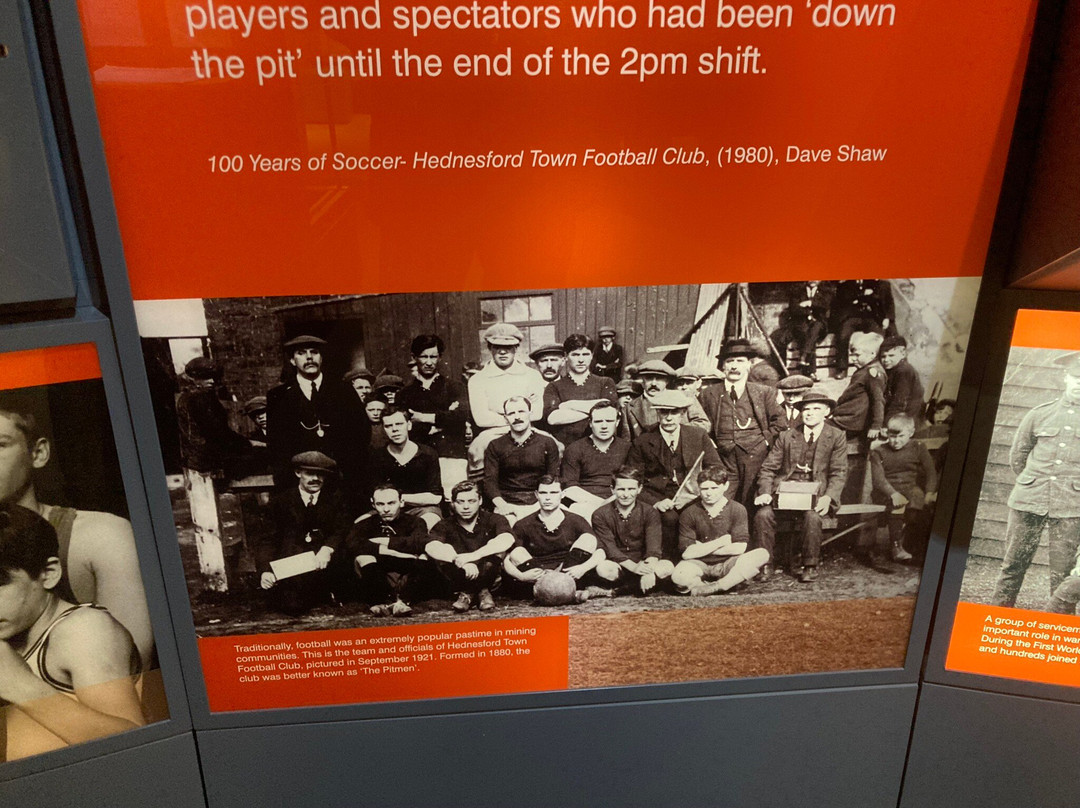 players and spectators who had been ‘down
the pit’ until the end of the 2pm shift.
100 Years of Soccer- Hednesford Town Football Club, (1980), Dave Shaw
Traditionally, football was an extremely popular pastime in mining
communities. This is the team and officials of Hednesford Town
Football Club, pictured in September 1921. Formed in 1880, the
club was better known as ‘The Pitmen’.
A group of servicem
important role in war
During the First World
and hundreds joined